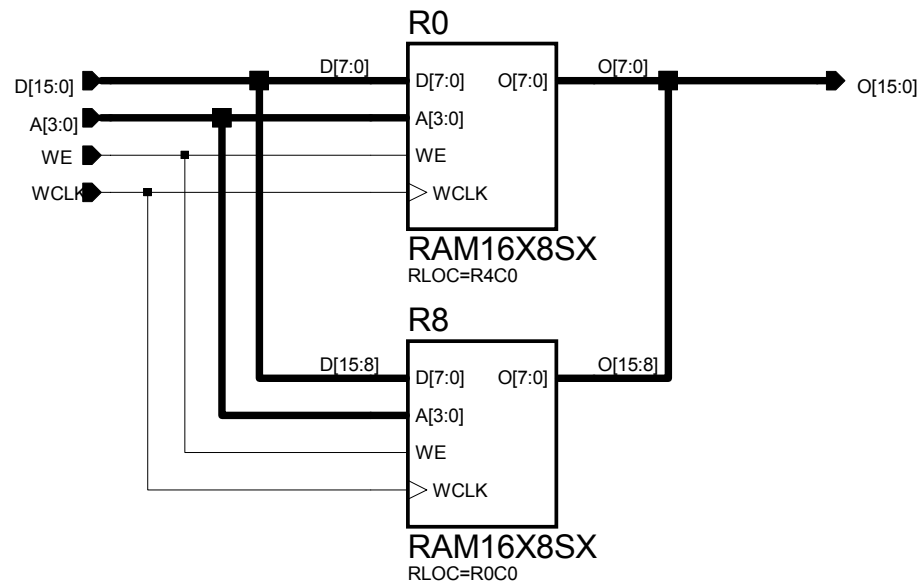 R0
D[15:0]
D[7:0]
D[7:0] O[7:0]
O[7:0]
O[15:0]
A[3:0]
A[3:0]
WE
WE
WCLK
WCLK
RAM16X8SX
RLOC=R4C0
R8
D[15:8]
D[7:0] O[7:0]
O[15:8]
A[3:0]
WE
WCLK
RAM16X8SX
RLOC=R0C0